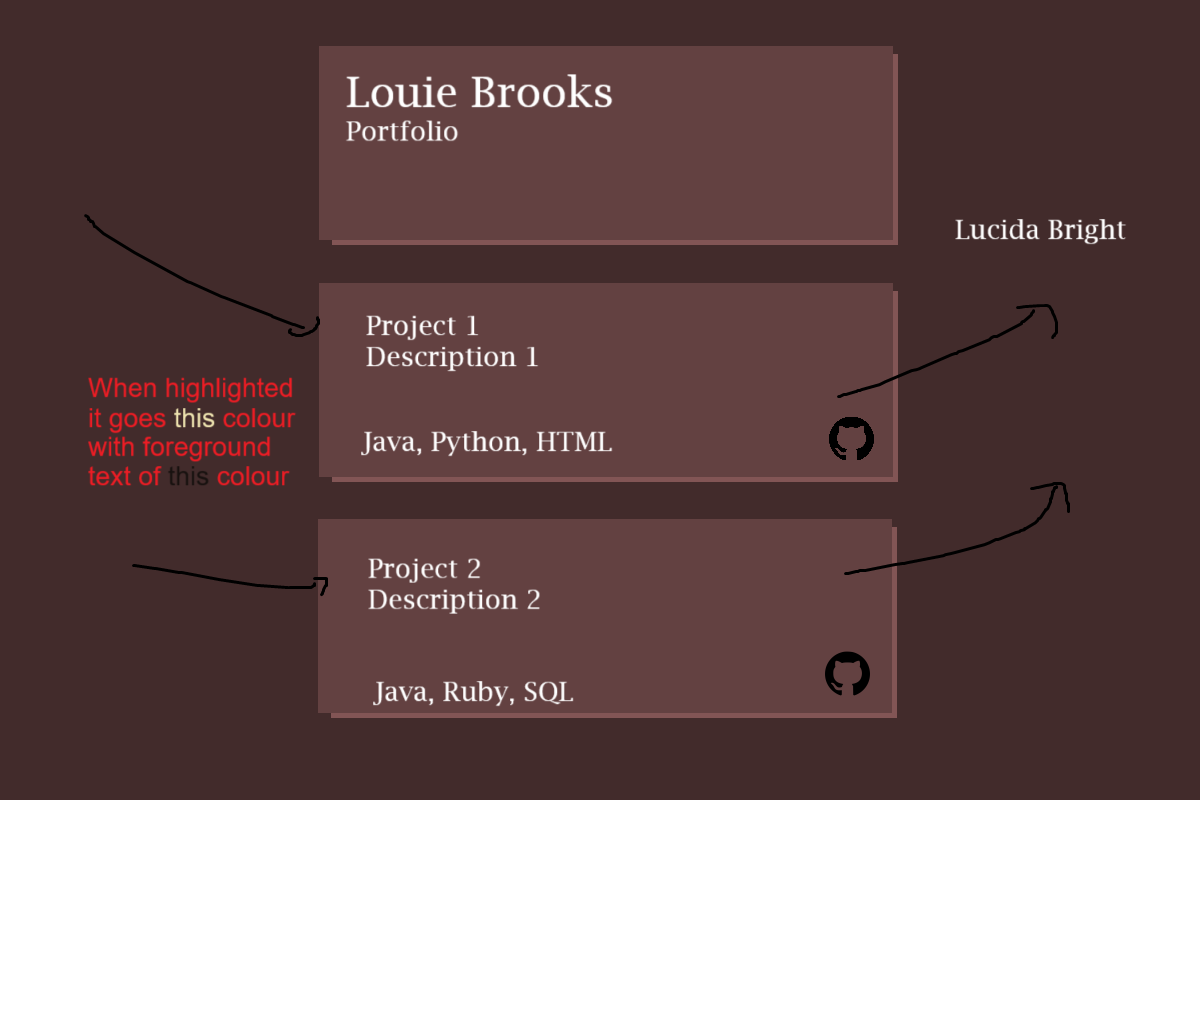 Louie Brooks
Portfolio
Lucida Bright
Project 1
Description 1
Java, Python, HTML
When highlighted
it goes this colour
with foreground
text of this colour
Project 2
Description 2
Java, Ruby, SQL